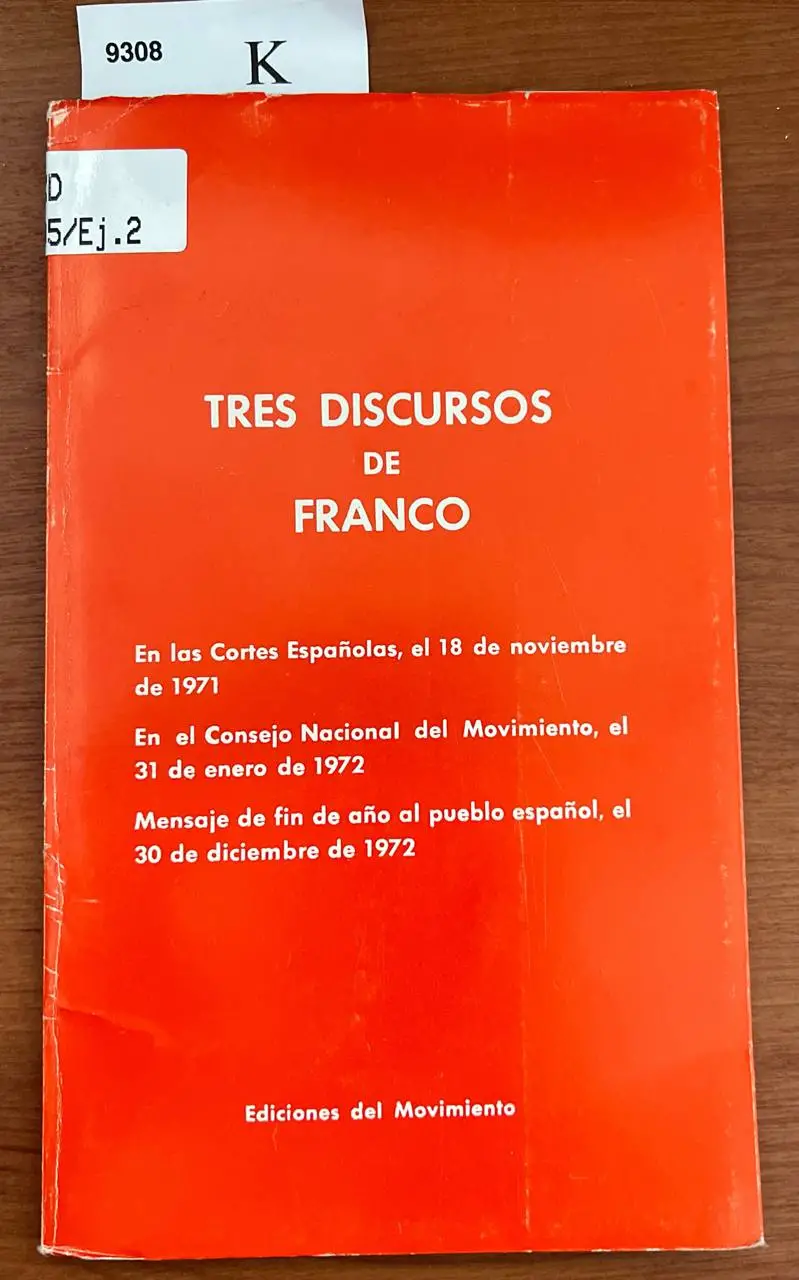 9308 K
D
5/Ej.2
TRES DISCURSOS
DE
FRANCO
En las Cortes Españolas, el 18 de noviembre
de 1971
En el Consejo Nacional del Movimiento, el
31 de enero de 1972
Mensaje de fin de año al pueblo español, el
30 de diciembre de 1972
Ediciones del Movimiento